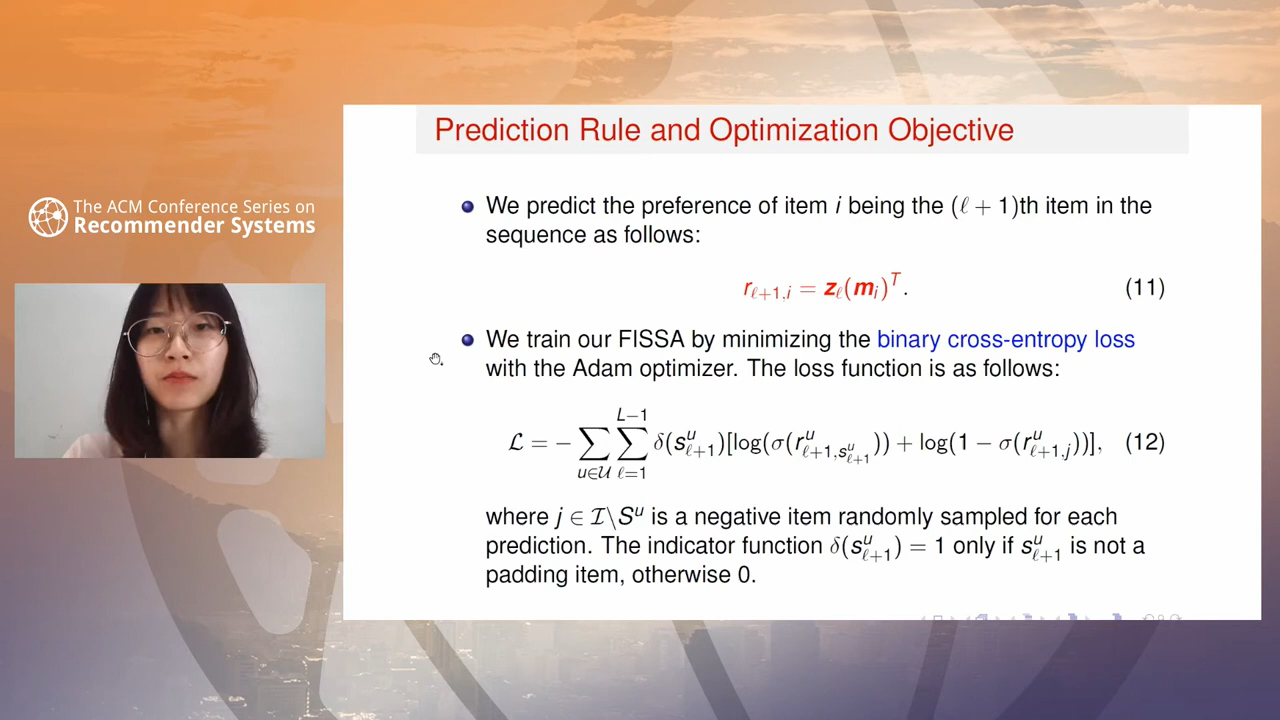 The ACM Conference Series on
Recommender Systems
Prediction Rule and Optimization Objective
We predict the preference of item i being the (ℓ + 1)th item in the
sequence as follows:
r_{ℓ+1,i} = z_ℓ(m_i)^T. (11)
We train our FISSA by minimizing the binary cross-entropy loss
with the Adam optimizer. The loss function is as follows:
ℒ = − ∑_{u∈𝒰} ∑_{ℓ=1}^{L−1} δ(s^u_{ℓ+1})[log(σ(r^u_{ℓ+1,s^u_{ℓ+1}})) + log(1 − σ(r^u_{ℓ+1,j}))], (12)
where j ∈ ℐ\S^u is a negative item randomly sampled for each
prediction. The indicator function δ(s^u_{ℓ+1}) = 1 only if s^u_{ℓ+1} is not a
padding item, otherwise 0.